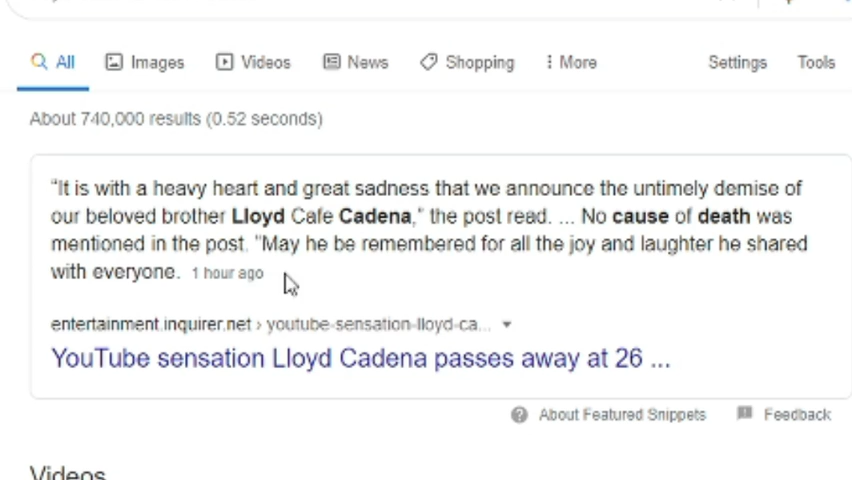 All Images Videos News Shopping More Settings Tools
About 740,000 results (0.52 seconds)
"It is with a heavy heart and great sadness that we announce the untimely demise of
our beloved brother Lloyd Cafe Cadena," the post read. ... No cause of death was
mentioned in the post. "May he be remembered for all the joy and laughter he shared
with everyone. 1 hour ago
entertainment.inquirer.net › youtube-sensation-lloyd-ca...
YouTube sensation Lloyd Cadena passes away at 26 ...
About Featured Snippets Feedback
Videos